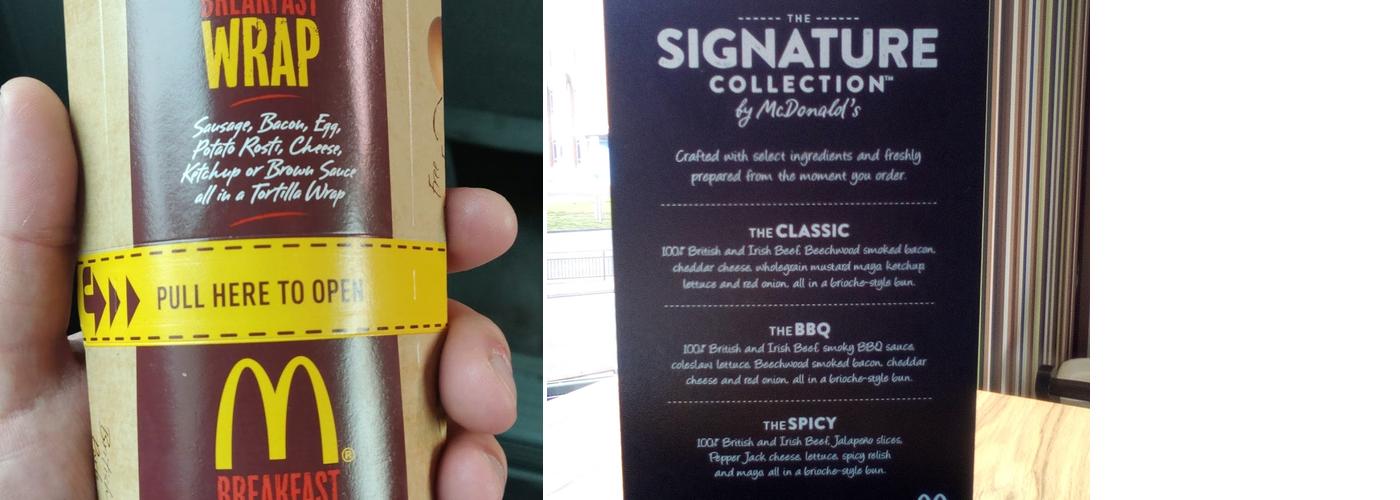 BREAKFAST
WRAP
Sausage, Bacon, Egg,
Potato Rosti, Cheese,
Ketchup or Brown Sauce
all in a Tortilla Wrap
Free
PULL HERE TO OPEN
M®
BREAKFAST
THE
SIGNATURE
COLLECTION™
by McDonald's
Crafted with select ingredients and freshly
prepared from the moment you order.
THE CLASSIC
100% British and Irish Beef, Beechwood smoked bacon,
cheddar cheese, wholegrain mustard mayo, ketchup,
lettuce and red onion, all in a brioche-style bun.
THE BBQ
100% British and Irish Beef, smoky BBQ sauce,
coleslaw lettuce, Beechwood smoked bacon, cheddar
cheese and red onion, all in a brioche-style bun.
THE SPICY
100% British and Irish Beef, Jalapeño slices,
Pepper Jack cheese, lettuce, spicy relish
and mayo, all in a brioche-style bun.